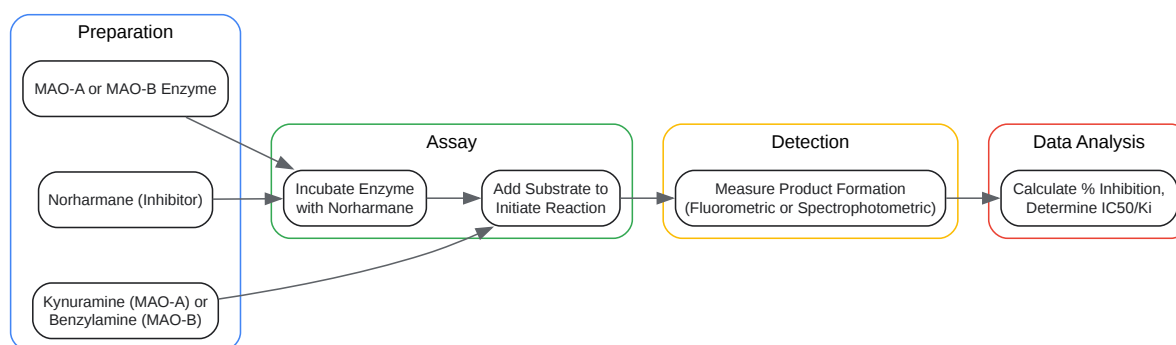 Preparation
MAO-A or MAO-B Enzyme
Norharmane (Inhibitor)
Kynuramine (MAO-A) or
Benzylamine (MAO-B)
Assay
Incubate Enzyme
with Norharmane
Add Substrate to
Initiate Reaction
Detection
Measure Product Formation
(Fluorometric or Spectrophotometric)
Data Analysis
Calculate % Inhibition,
Determine IC50/Ki